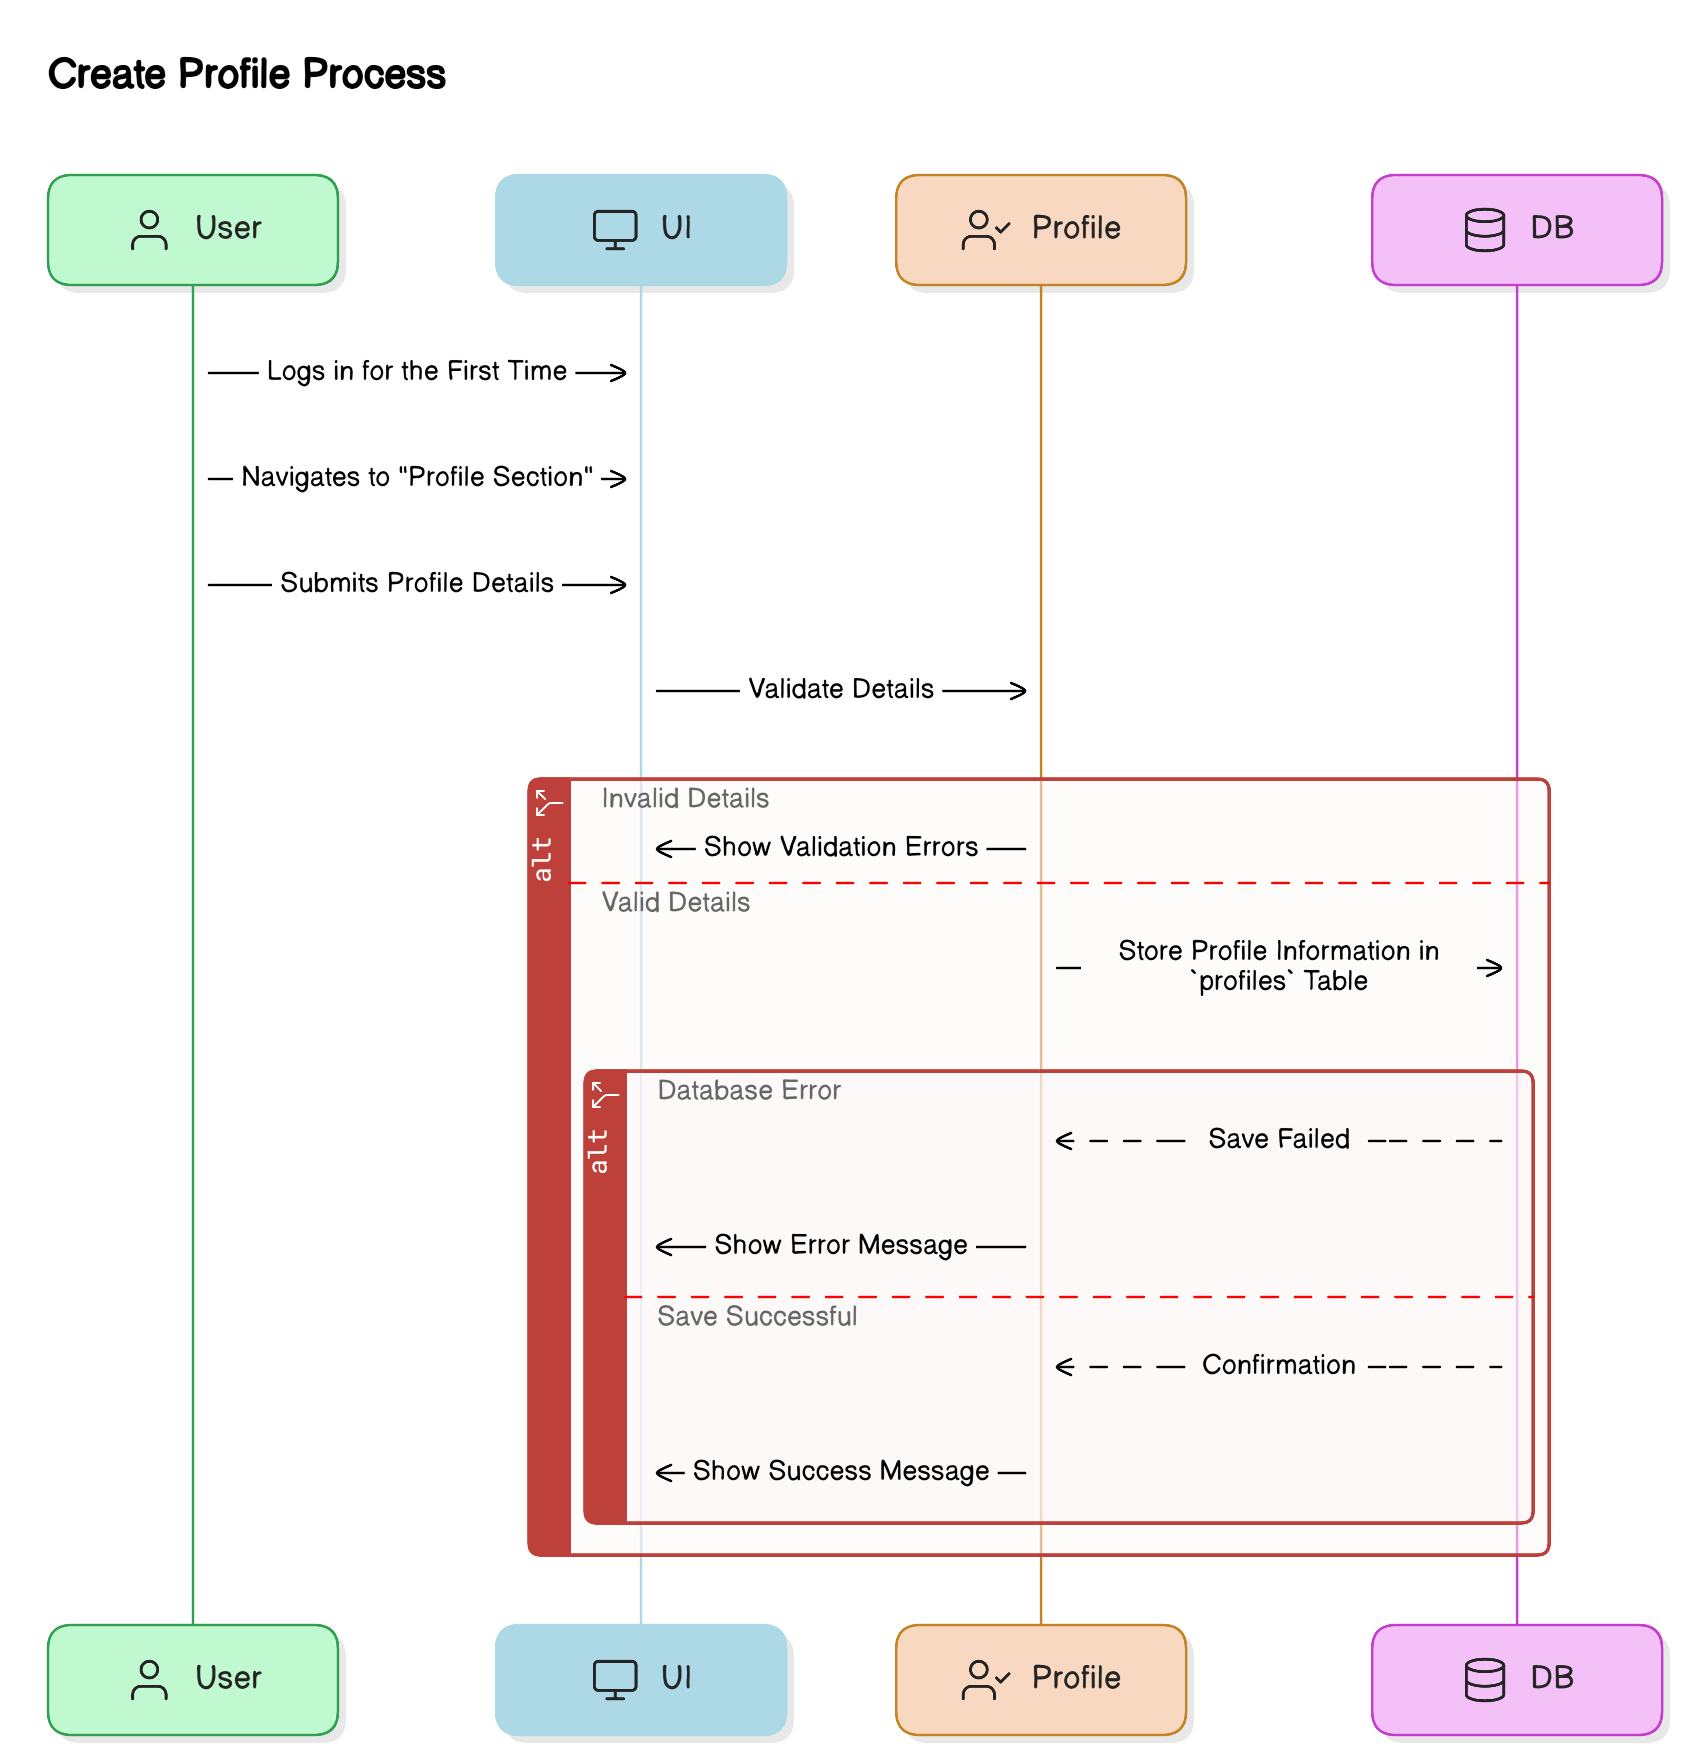 Create Profile Process
User
UI
Profile
DB
Logs in for the First Time
Navigates to "Profile Section"
Submits Profile Details
Validate Details
alt
Invalid Details
Show Validation Errors
Valid Details
Store Profile Information in
`profiles` Table
alt
Database Error
Save Failed
Show Error Message
Save Successful
Confirmation
Show Success Message
User
UI
Profile
DB